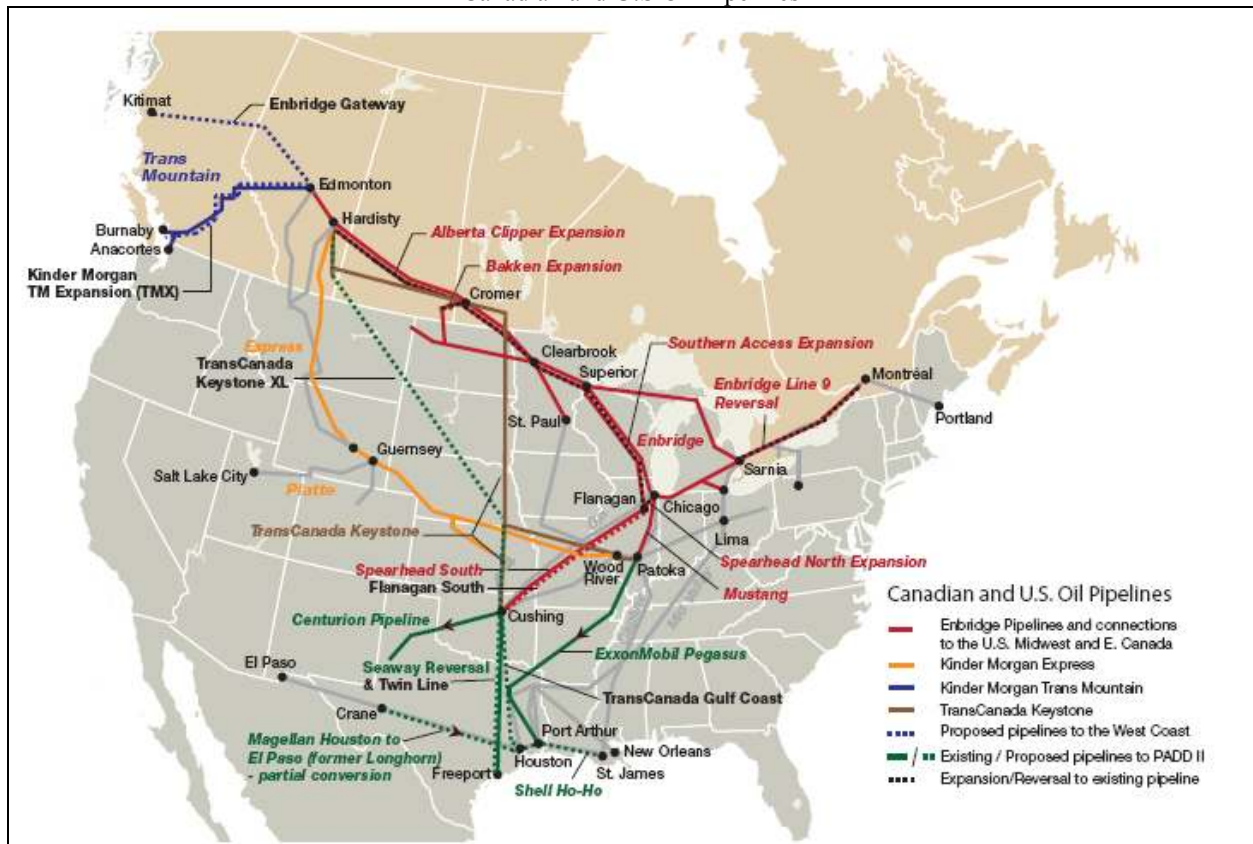 Kitimat
Enbridge Gateway
Trans
Mountain
Edmonton
Hardisty
Burnaby
Anacortes
Alberta Clipper Expansion
Bakken Expansion
Kinder Morgan
TM Expansion (TMX)
Cromer
Express
TransCanada
Keystone XL
Clearbrook
Superior
Southern Access Expansion
Montréal
Enbridge Line 9
Reversal
Portland
St. Paul
Enbridge
Guernsey
Sarnia
Salt Lake City
Platte
Flanagan
Chicago
Lima
TransCanada Keystone
Spearhead South
Flanagan South
Wood
River
Patoka
Spearhead North Expansion
Mustang
Cushing
Centurion Pipeline
El Paso
Seaway Reversal
& Twin Line
ExxonMobil Pegasus
TransCanada Gulf Coast
Crane
Magellan Houston to
El Paso (former Longhorn)
- partial conversion
Port Arthur
New Orleans
Houston
St. James
Freeport
Shell Ho-Ho
Canadian and U.S. Oil Pipelines
Enbridge Pipelines and connections
to the U.S. Midwest and E. Canada
Kinder Morgan Express
Kinder Morgan Trans Mountain
TransCanada Keystone
Proposed pipelines to the West Coast
/ Existing / Proposed pipelines to PADD II
Expansion/Reversal to existing pipeline